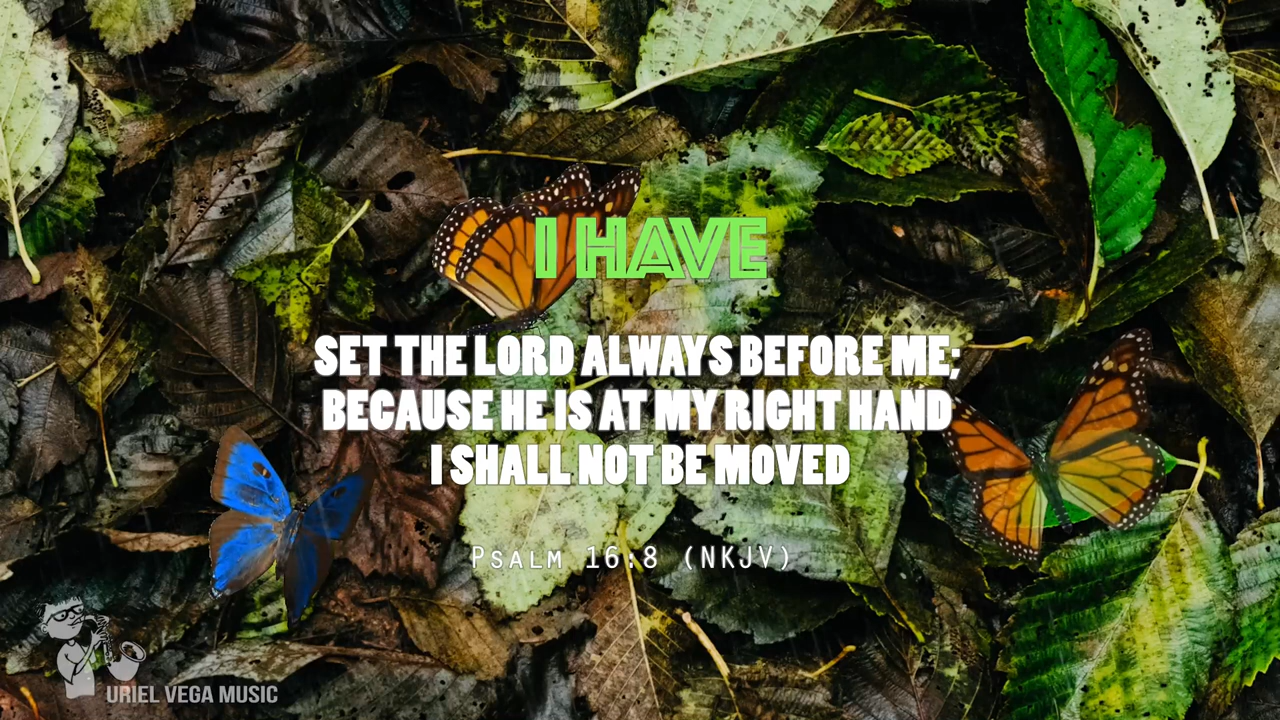 I HAVE
SET THE LORD ALWAYS BEFORE ME;
BECAUSE HE IS AT MY RIGHT HAND
I SHALL NOT BE MOVED
PSALM 16:8 (NKJV)
URIEL VEGA MUSIC